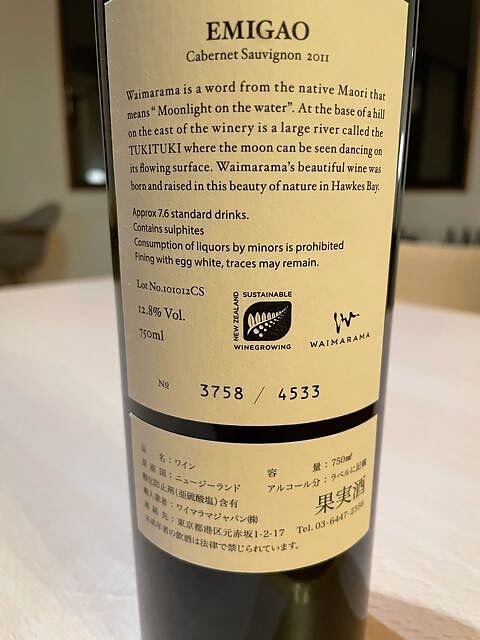 EMIGAO
Cabernet Sauvignon 2011
Waimarama is a word from the native Maori that
means " Moonlight on the water". At the base of a hill
on the east of the winery is a large river called the
TUKITUKI where the moon can be seen dancing on
its flowing surface. Waimarama's beautiful wine was
born and raised in this beauty of nature in Hawkes Bay.
Approx 7.6 standard drinks.
Contains sulphites
Consumption of liquors by minors is prohibited
Fining with egg white, traces may remain.
Lot No.101012CS
12.8% Vol.
750ml
NEW ZEALAND
SUSTAINABLE
WINEGROWING
WAIMARAMA
No 3758 / 4533
品 名：ワイン
容 量：750㎖
原 産 国：ニュージーランド
アルコール分：ラベルに記載
酸化防止剤(亜硫酸塩)含有
果実酒
輸入業者：ワイマラマジャパン㈱
連 絡 先：東京都港区元赤坂1-2-17 Tel. 03-6447-2356
未成年者の飲酒は法律で禁じられています。